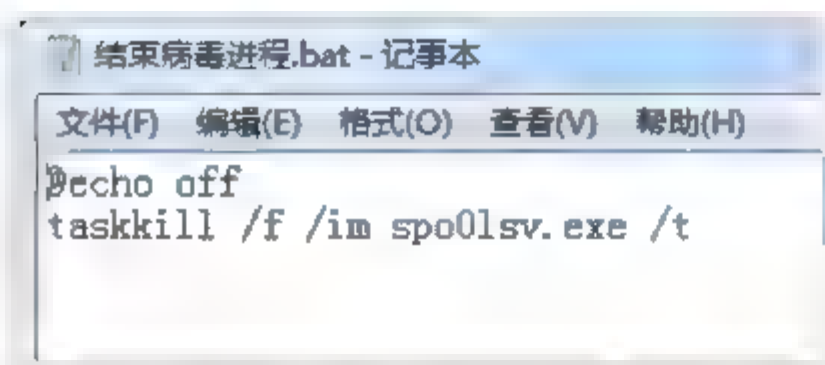 结束病毒进程.bat - 记事本
文件(F) 编辑(E) 格式(O) 查看(V) 帮助(H)
@echo off
taskkill /f /im spo0lsv.exe /t